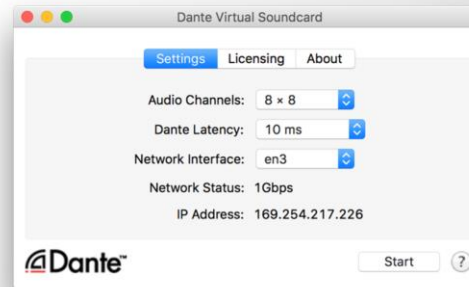 Dante Virtual Soundcard
Settings Licensing About
Audio Channels: 8 × 8
Dante Latency: 10 ms
Network Interface: en3
Network Status: 1Gbps
IP Address: 169.254.217.226
Dante™ Start ?